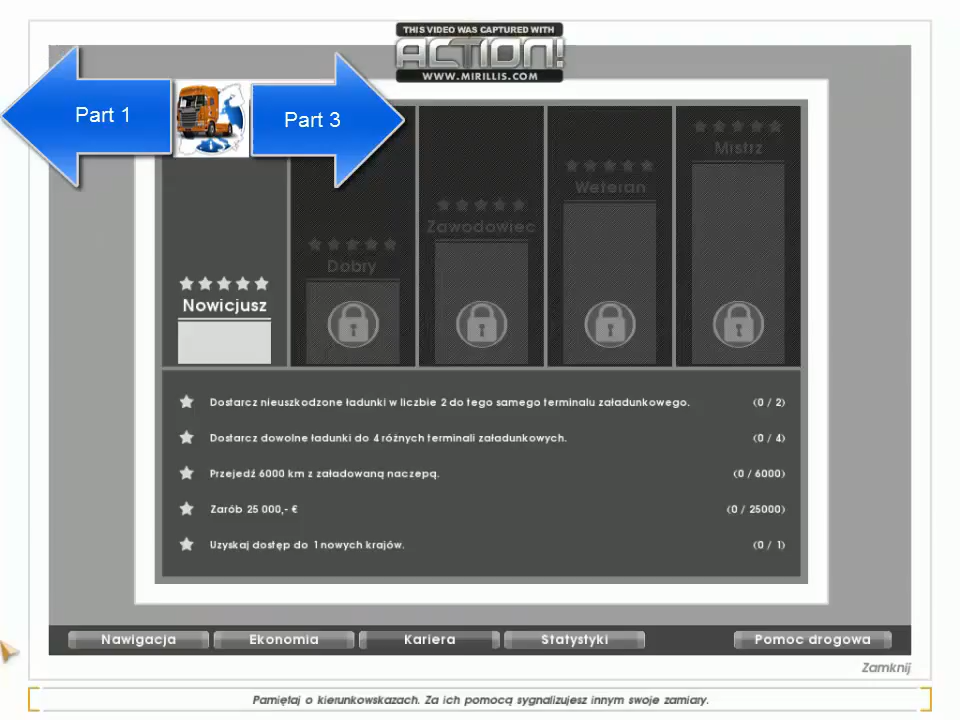 THIS VIDEO WAS CAPTURED WITH
ACTION!
WWW.MIRILLIS.COM
Part 1
Part 3
Mistrz
Weteran
Zawodowiec
Dobry
Nowicjusz
Dostarcz nieuszkodzone ładunki w liczbie 2 do tego samego terminalu załadunkowego. (0 / 2)
Dostarcz dowolne ładunki do 4 różnych terminali załadunkowych. (0 / 4)
Przejedź 6000 km z załadowaną naczepą. (0 / 6000)
Zarób 25 000,- € (0 / 25000)
Uzyskaj dostęp do 1 nowych krajów. (0 / 1)
Nawigacja Ekonomia Kariera Statystyki Pomoc drogowa
Zamknij
Pamiętaj o kierunkowskazach. Za ich pomocą sygnalizujesz innym swoje zamiary.